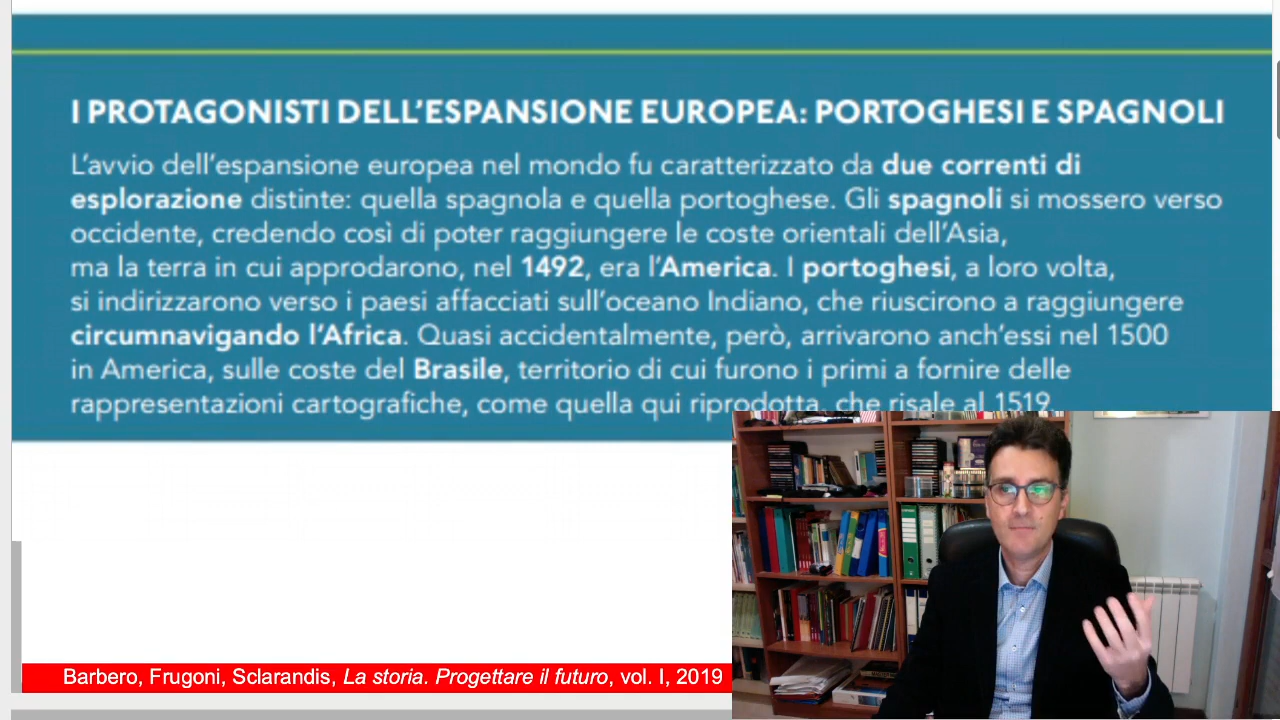 I PROTAGONISTI DELL'ESPANSIONE EUROPEA: PORTOGHESI E SPAGNOLI
L'avvio dell'espansione europea nel mondo fu caratterizzato da due correnti di
esplorazione distinte: quella spagnola e quella portoghese. Gli spagnoli si mossero verso
occidente, credendo così di poter raggiungere le coste orientali dell'Asia,
ma la terra in cui approdarono, nel 1492, era l'America. I portoghesi, a loro volta,
si indirizzarono verso i paesi affacciati sull'oceano Indiano, che riuscirono a raggiungere
circumnavigando l'Africa. Quasi accidentalmente, però, arrivarono anch'essi nel 1500
in America, sulle coste del Brasile, territorio di cui furono i primi a fornire delle
rappresentazioni cartografiche, come quella qui riprodotta, che risale al 1519.
Barbero, Frugoni, Sclarandis, La storia. Progettare il futuro, vol. I, 2019